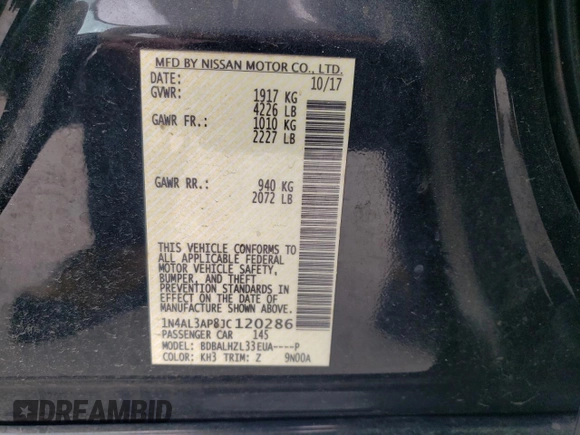 MFD BY NISSAN MOTOR CO., LTD.
DATE: 10/17
GVWR: 1917 KG
4226 LB
GAWR FR.: 1010 KG
2227 LB
GAWR RR.: 940 KG
2072 LB
THIS VEHICLE CONFORMS TO
ALL APPLICABLE FEDERAL
MOTOR VEHICLE SAFETY,
BUMPER, AND THEFT
PREVENTION STANDARDS IN
EFFECT ON THE DATE OF
MANUFACTURE SHOWN ABOVE.
1N4AL3AP8JC120286
PASSENGER CAR 145
MODEL: BDBALHZL33EUA----P
COLOR: KH3 TRIM: Z 9N00A
DREAMBID